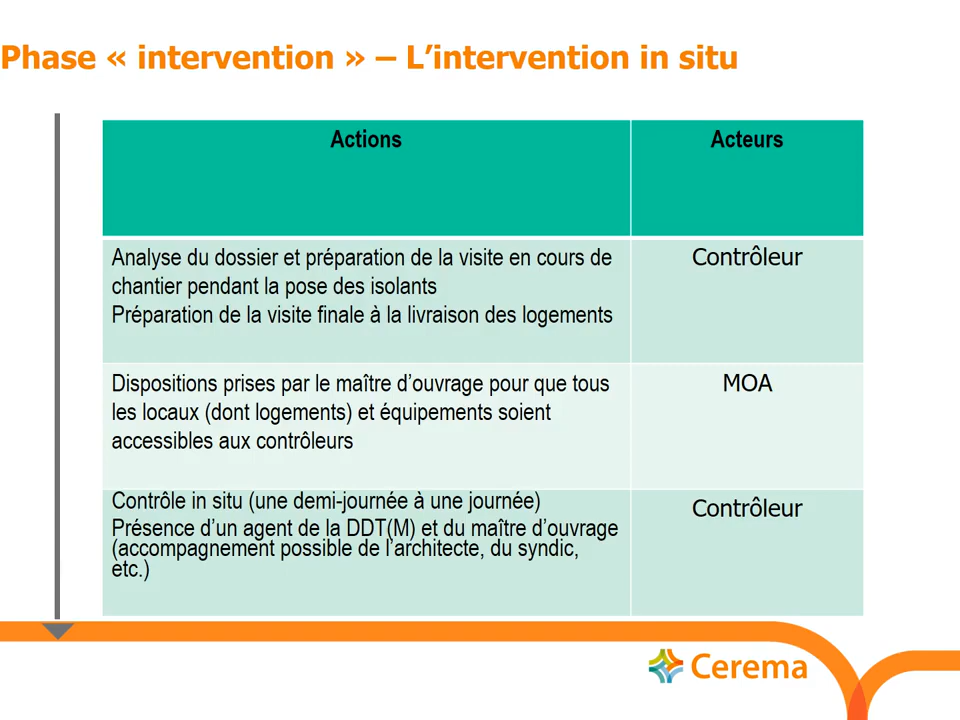 Phase « intervention » – L’intervention in situ
Actions
Acteurs
Analyse du dossier et préparation de la visite en cours de
chantier pendant la pose des isolants
Préparation de la visite finale à la livraison des logements
Contrôleur
Dispositions prises par le maître d’ouvrage pour que tous
les locaux (dont logements) et équipements soient
accessibles aux contrôleurs
MOA
Contrôle in situ (une demi-journée à une journée)
Présence d’un agent de la DDT(M) et du maître d’ouvrage
(accompagnement possible de l’architecte, du syndic,
etc.)
Contrôleur
Cerema